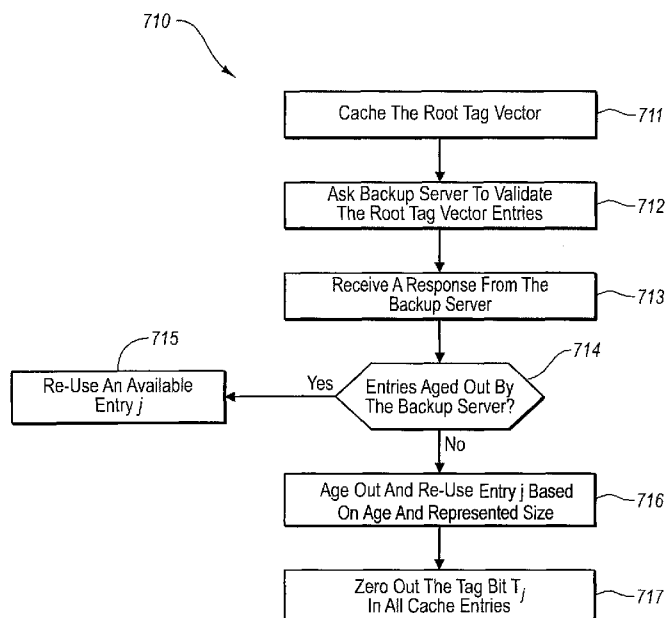 710
Cache The Root Tag Vector
711
Ask Backup Server To Validate
The Root Tag Vector Entries
712
Receive A Response From The
Backup Server
713
715
714
Re-Use An Available
Entry j
Yes
Entries Aged Out By
The Backup Server?
No
Age Out And Re-Use Entry j Based
On Age And Represented Size
716
Zero Out The Tag Bit Tj
In All Cache Entries
717